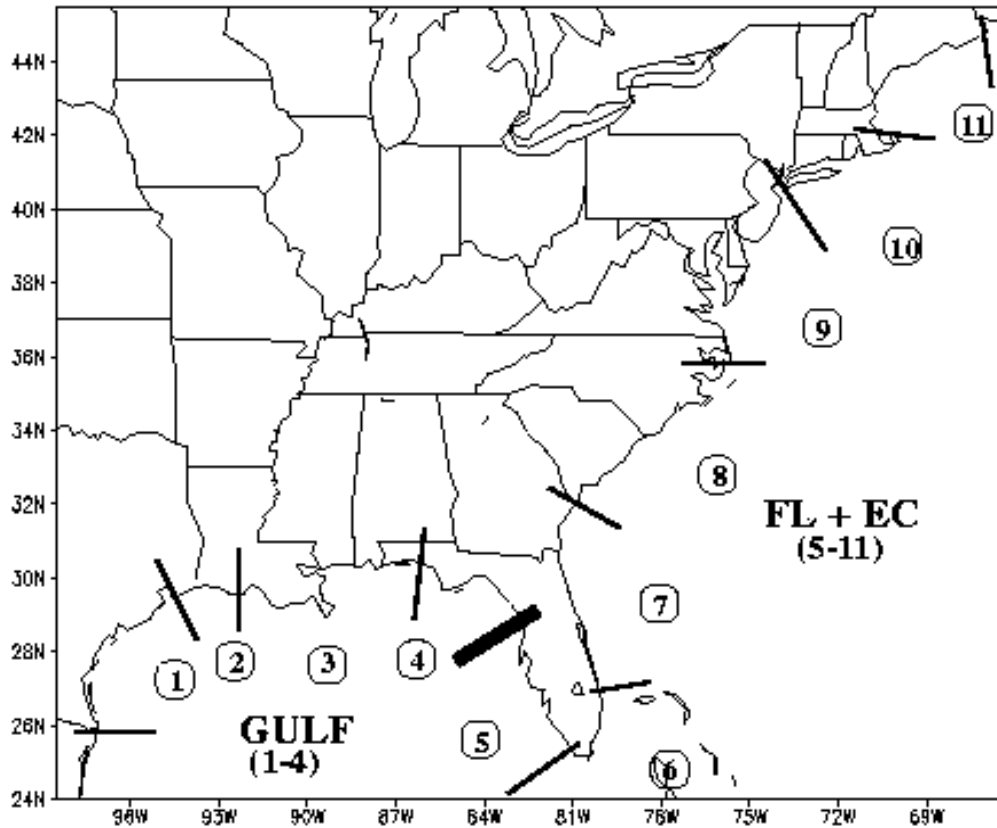 44N
42N
11
40N
10
38N
9
36N
34N
8
FL + EC
32N
(5-11)
30N
7
28N
1 2 3 4
26N
GULF
5
(1-4)
6
24N
96W 93W 90W 87W 84W 81W 78W 75W 72W 69W